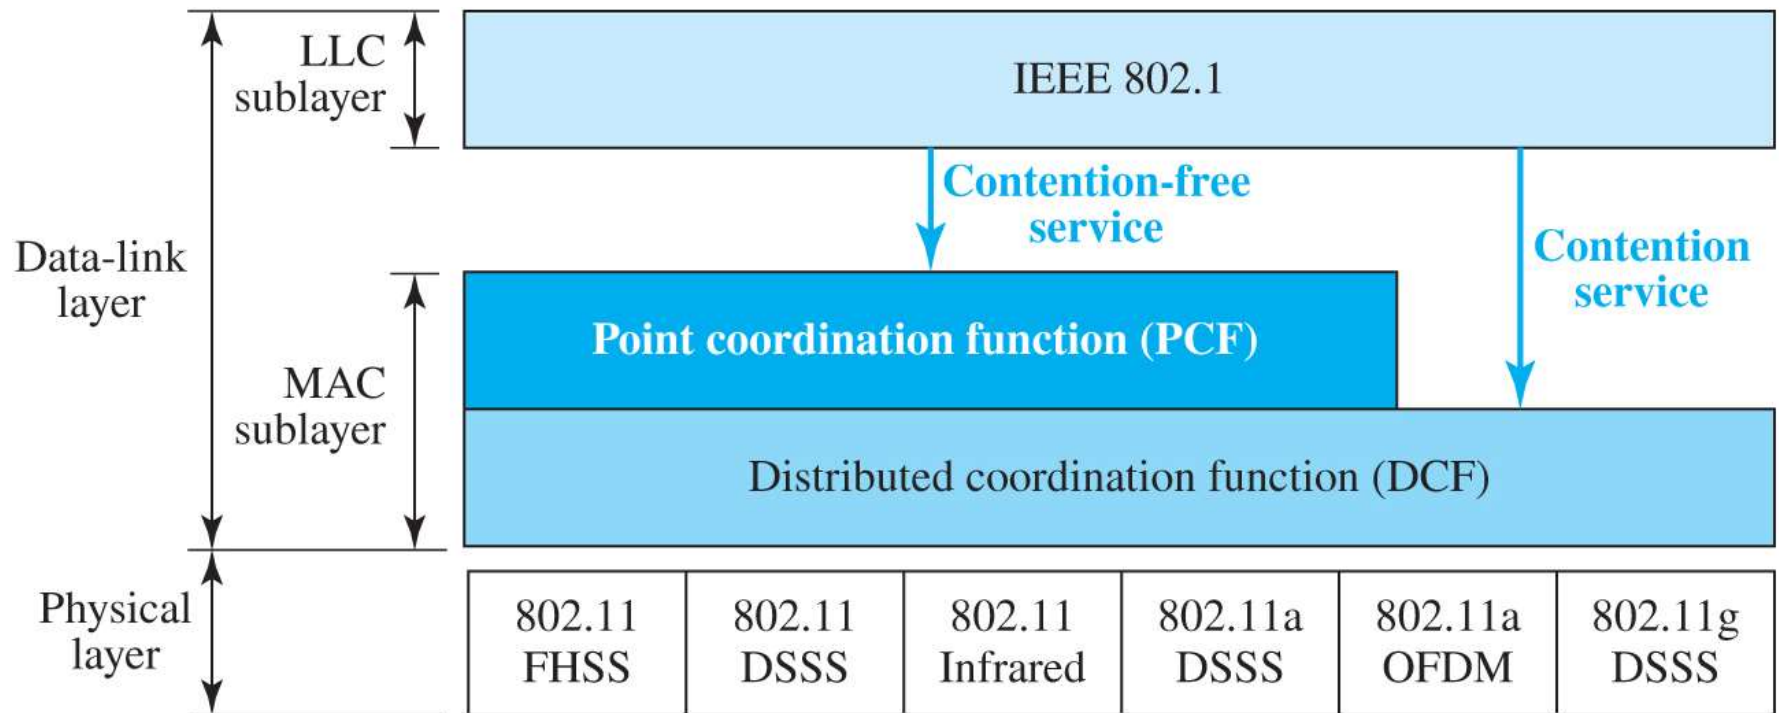 LLC
sublayer
IEEE 802.1
Contention-free
service
Contention
service
Data-link
layer
Point coordination function (PCF)
MAC
sublayer
Distributed coordination function (DCF)
Physical
layer
802.11
FHSS
802.11
DSSS
802.11
Infrared
802.11a
DSSS
802.11a
OFDM
802.11g
DSSS